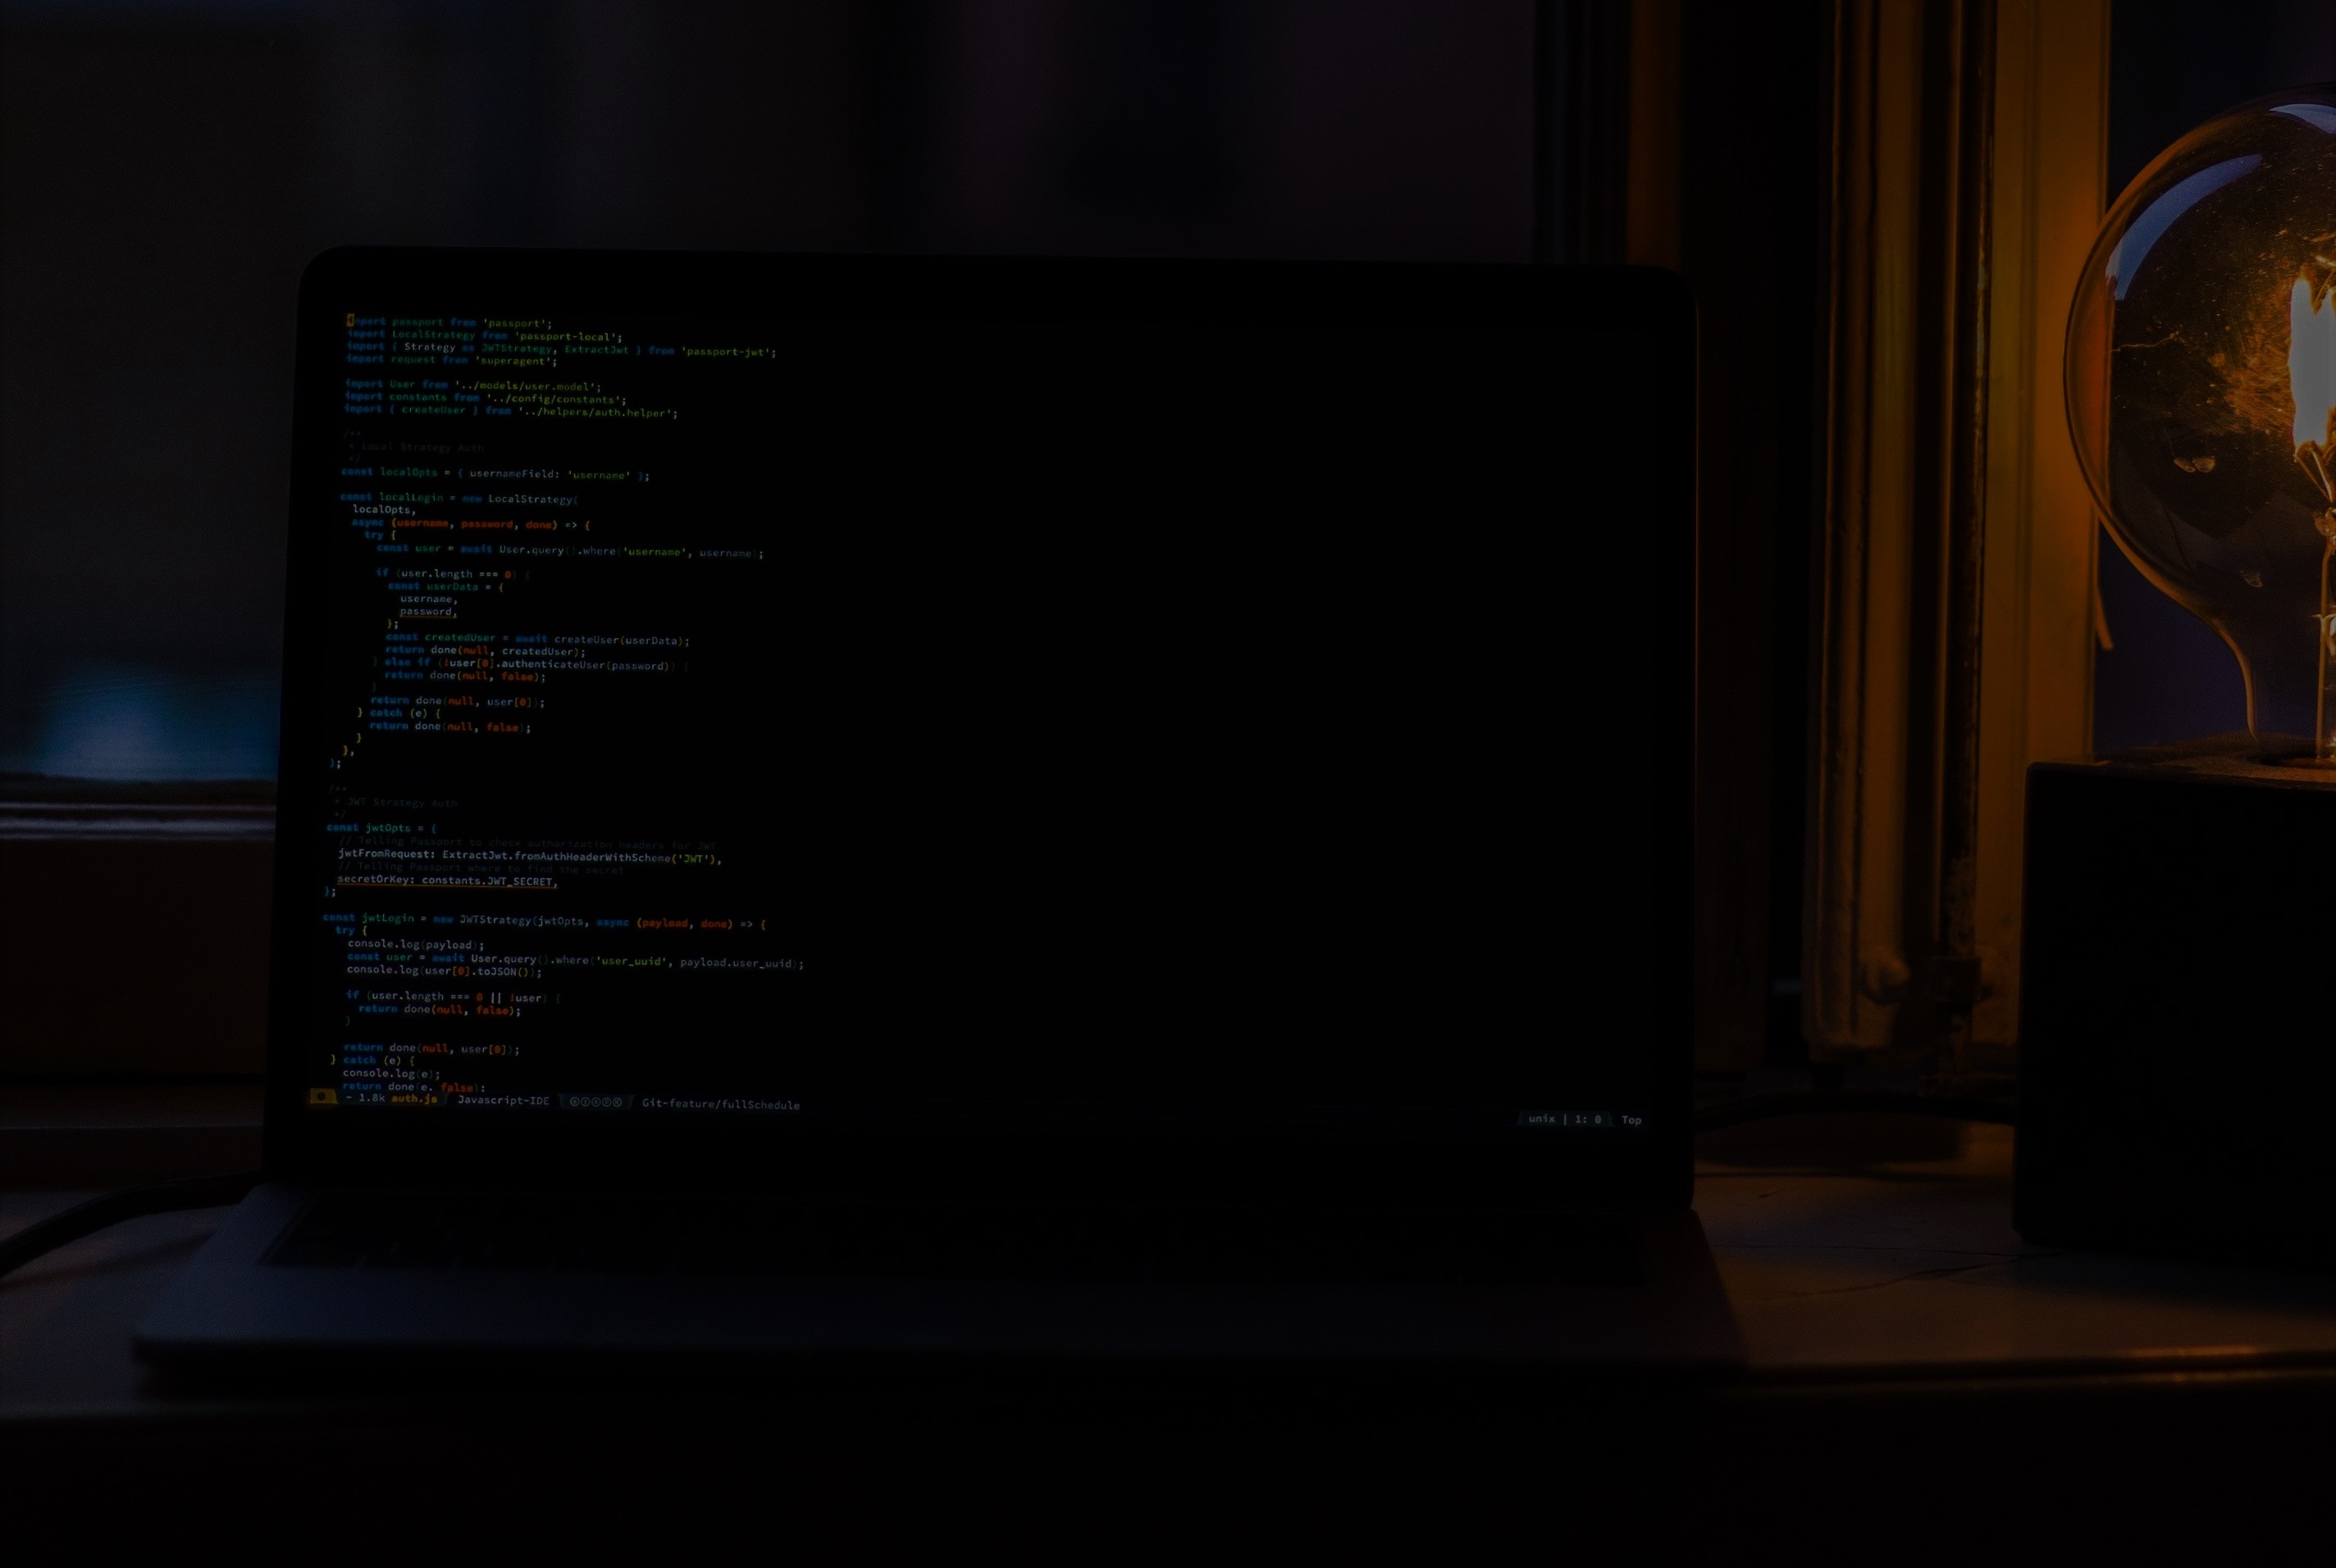 import passport from 'passport';
import LocalStrategy from 'passport-local';
import { Strategy as JWTStrategy, ExtractJwt } from 'passport-jwt';
import request from 'superagent';
import User from '../models/user.model';
import constants from '../config/constants';
import { createUser } from '../helpers/auth.helper';
/**
* Local Strategy Auth
*/
const localOpts = { usernameField: 'username' };
const localLogin = new LocalStrategy(
localOpts,
async (username, password, done) => {
try {
const user = await User.query().where('username', username);
if (user.length === 0) {
const userData = {
username,
password,
};
const createdUser = await createUser(userData);
return done(null, createdUser);
} else if (!user[0].authenticateUser(password)) {
return done(null, false);
}
return done(null, user[0]);
} catch (e) {
return done(null, false);
}
},
);
/**
* JWT Strategy Auth
*/
const jwtOpts = {
// Telling Passport to check authorization headers for JWT
jwtFromRequest: ExtractJwt.fromAuthHeaderWithScheme('JWT'),
// Telling Passport where to find the secret
secretOrKey: constants.JWT_SECRET,
};
const jwtLogin = new JWTStrategy(jwtOpts, async (payload, done) => {
try {
console.log(payload);
const user = await User.query().where('user_uuid', payload.user_uuid);
console.log(user[0].toJSON());
if (user.length === 0 || !user) {
return done(null, false);
}
return done(null, user[0]);
} catch (e) {
console.log(e);
return done(e, false);
- 1.8k auth.js Javascript-IDE Git-feature/fullSchedule
unix | 1: 0 Top